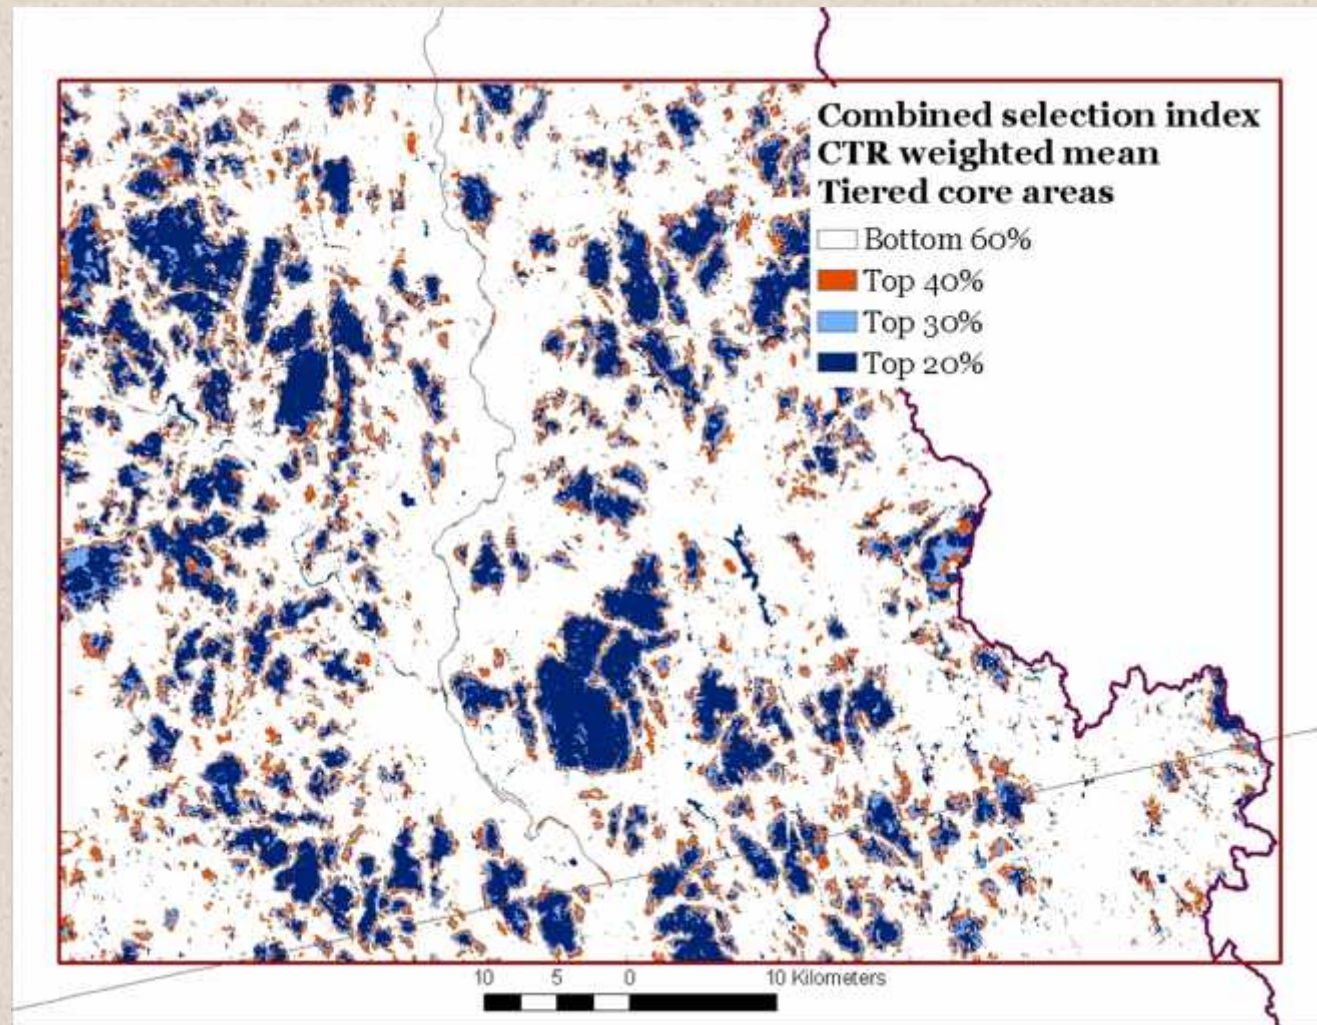 Combined selection index
CTR weighted mean
Tiered core areas
Bottom 60%
Top 40%
Top 30%
Top 20%
10 5 0 10 Kilometers